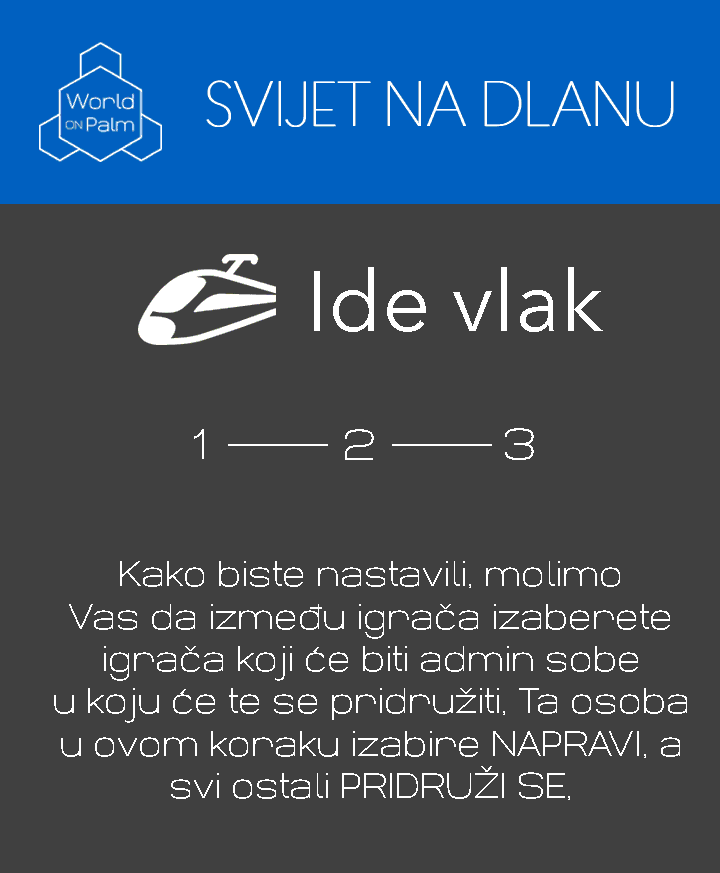 World
ON Palm
SVIJET NA DLANU
Ide vlak
1 2 3
Kako biste nastavili, molimo
Vas da između igrača izaberete
igrača koji će biti admin sobe
u koju će te se pridružiti, Ta osoba
u ovom koraku izabire NAPRAVI, a
svi ostali PRIDRUŽI SE,